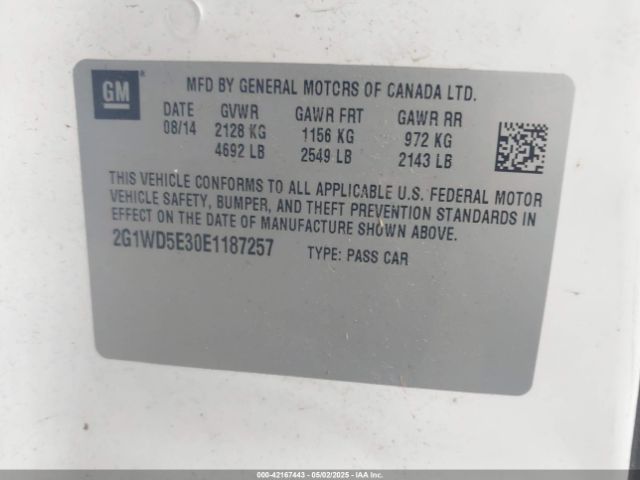 GM
MFD BY GENERAL MOTORS OF CANADA LTD.
DATE GVWR GAWR FRT GAWR RR
08/14 2128 KG 1156 KG 972 KG
4692 LB 2549 LB 2143 LB
THIS VEHICLE CONFORMS TO ALL APPLICABLE U.S. FEDERAL MOTOR
VEHICLE SAFETY, BUMPER, AND THEFT PREVENTION STANDARDS IN
EFFECT ON THE DATE OF MANUFACTURE SHOWN ABOVE.
2G1WD5E30E1187257 TYPE: PASS CAR
000-42167443 - 05/02/2025 - IAAI.COM